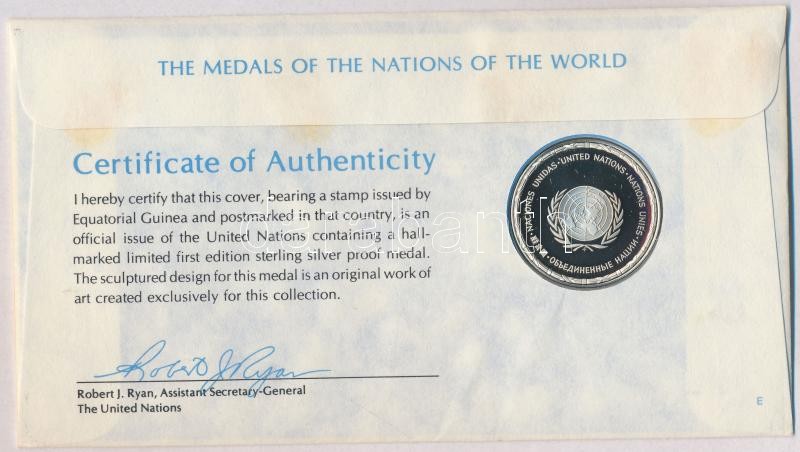 THE MEDALS OF THE NATIONS OF THE WORLD
Certificate of Authenticity
I hereby certify that this cover, bearing a stamp issued by
Equatorial Guinea and postmarked in that country, is an
official issue of the United Nations containing a hall-
marked limited first edition sterling silver proof medal.
The sculptured design for this medal is an original work of
art created exclusively for this collection.
NACIONES UNIDAS · UNITED NATIONS · NATIONS UNIES · ОБЪЕДИНЕННЫЕ НАЦИИ ·
Robert J. Ryan
Robert J. Ryan, Assistant Secretary-General
The United Nations
E